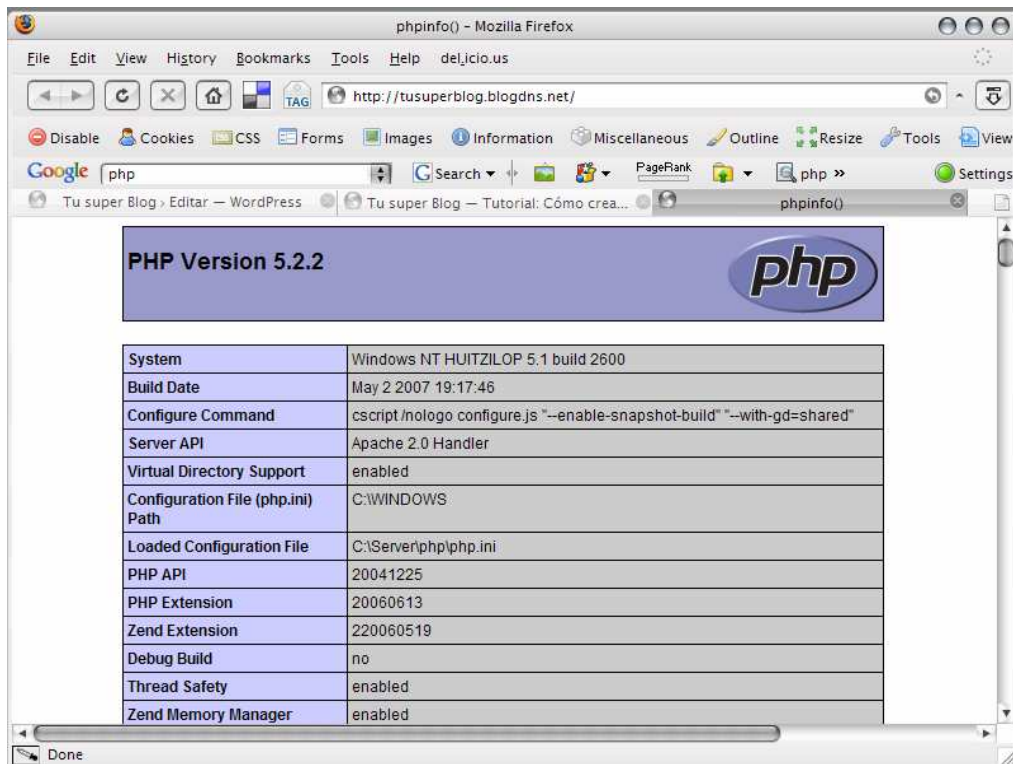 phpinfo() - Mozilla Firefox
File Edit View History Bookmarks Tools Help del.icio.us
TAG http://tusuperblog.blogdns.net/
Disable Cookies CSS Forms Images Information Miscellaneous Outline Resize Tools View
Google php Search PageRank php » Settings
Tu super Blog › Editar — WordPress Tu super Blog — Tutorial: Cómo crea... phpinfo()
PHP Version 5.2.2 php
System Windows NT HUITZILOP 5.1 build 2600
Build Date May 2 2007 19:17:46
Configure Command cscript /nologo configure.js "--enable-snapshot-build" "--with-gd=shared"
Server API Apache 2.0 Handler
Virtual Directory Support enabled
Configuration File (php.ini) C:\WINDOWS
Path
Loaded Configuration File C:\Server\php\php.ini
PHP API 20041225
PHP Extension 20060613
Zend Extension 220060519
Debug Build no
Thread Safety enabled
Zend Memory Manager enabled
Done